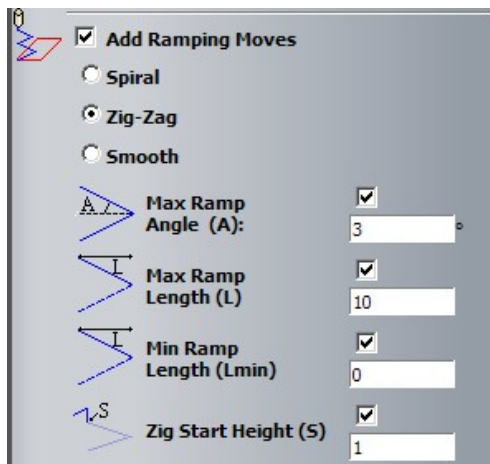 Add Ramping Moves
Spiral
Zig-Zag
Smooth
A
Max Ramp
Angle (A):
3 °
L
Max Ramp
Length (L)
10
L
Min Ramp
Length (Lmin)
0
S
Zig Start Height (S)
1